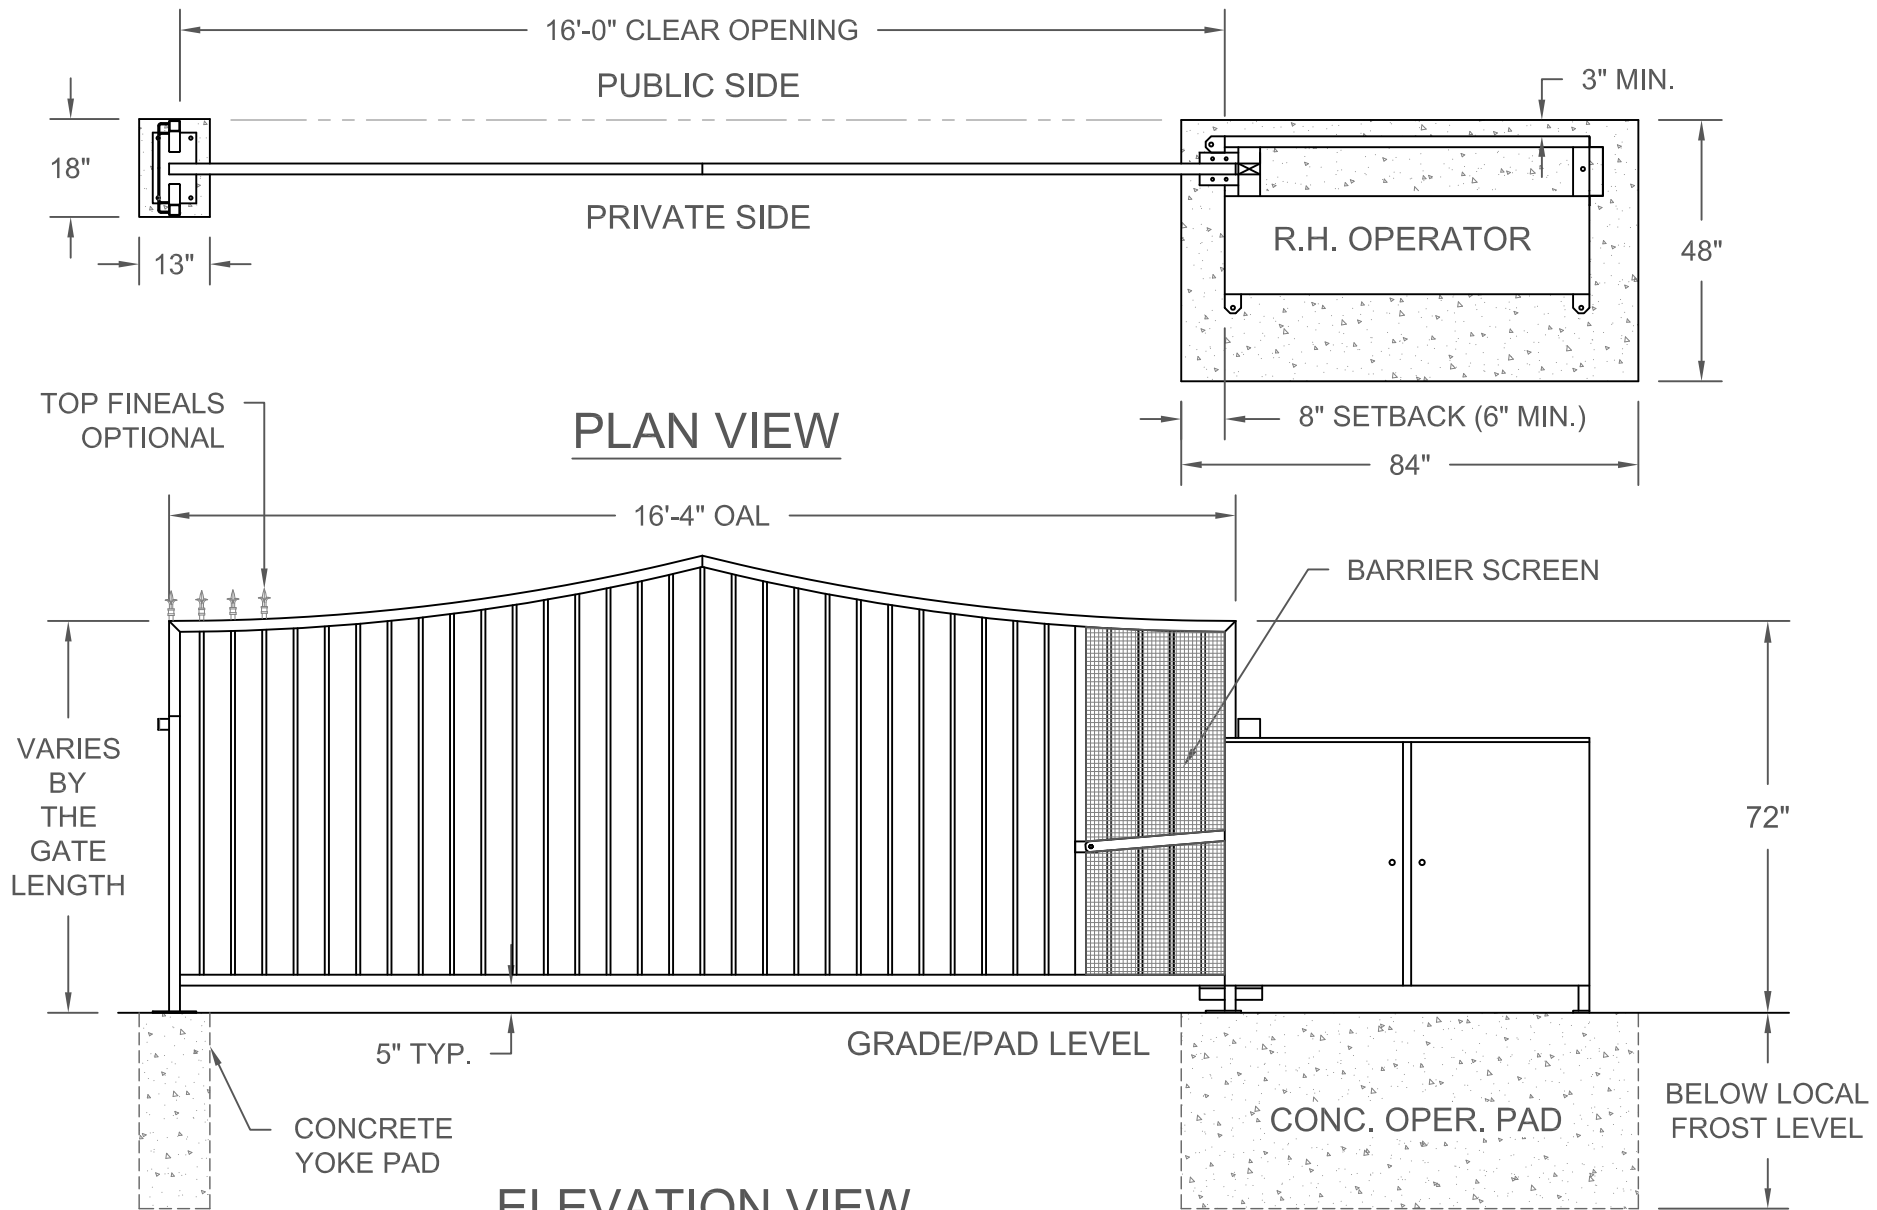 16'-0" CLEAR OPENING
PUBLIC SIDE
3" MIN.
18"
PRIVATE SIDE
R.H. OPERATOR
48"
13"
TOP FINEALS
OPTIONAL
PLAN VIEW
8" SETBACK (6" MIN.)
84"
16'-4" OAL
BARRIER SCREEN
VARIES
BY
THE
GATE
LENGTH
72"
5" TYP.
GRADE/PAD LEVEL
CONCRETE
YOKE PAD
CONC. OPER. PAD
BELOW LOCAL
FROST LEVEL
ELEVATION VIEW